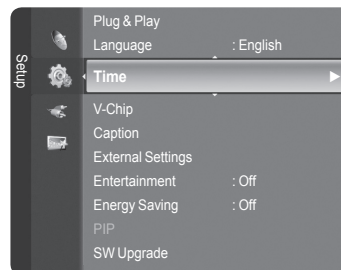 Setup
Plug & Play
Language : English
Time
V-Chip
Caption
External Settings
Entertainment : Off
Energy Saving : Off
PIP
SW Upgrade